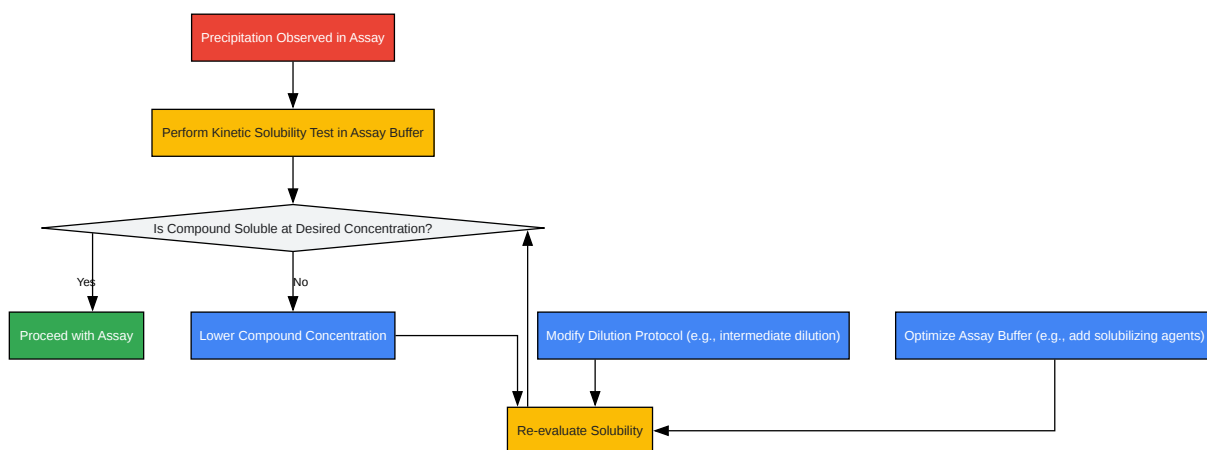 Precipitation Observed in Assay
Perform Kinetic Solubility Test in Assay Buffer
Is Compound Soluble at Desired Concentration?
Yes
No
Proceed with Assay
Lower Compound Concentration
Modify Dilution Protocol (e.g., intermediate dilution)
Optimize Assay Buffer (e.g., add solubilizing agents)
Re-evaluate Solubility